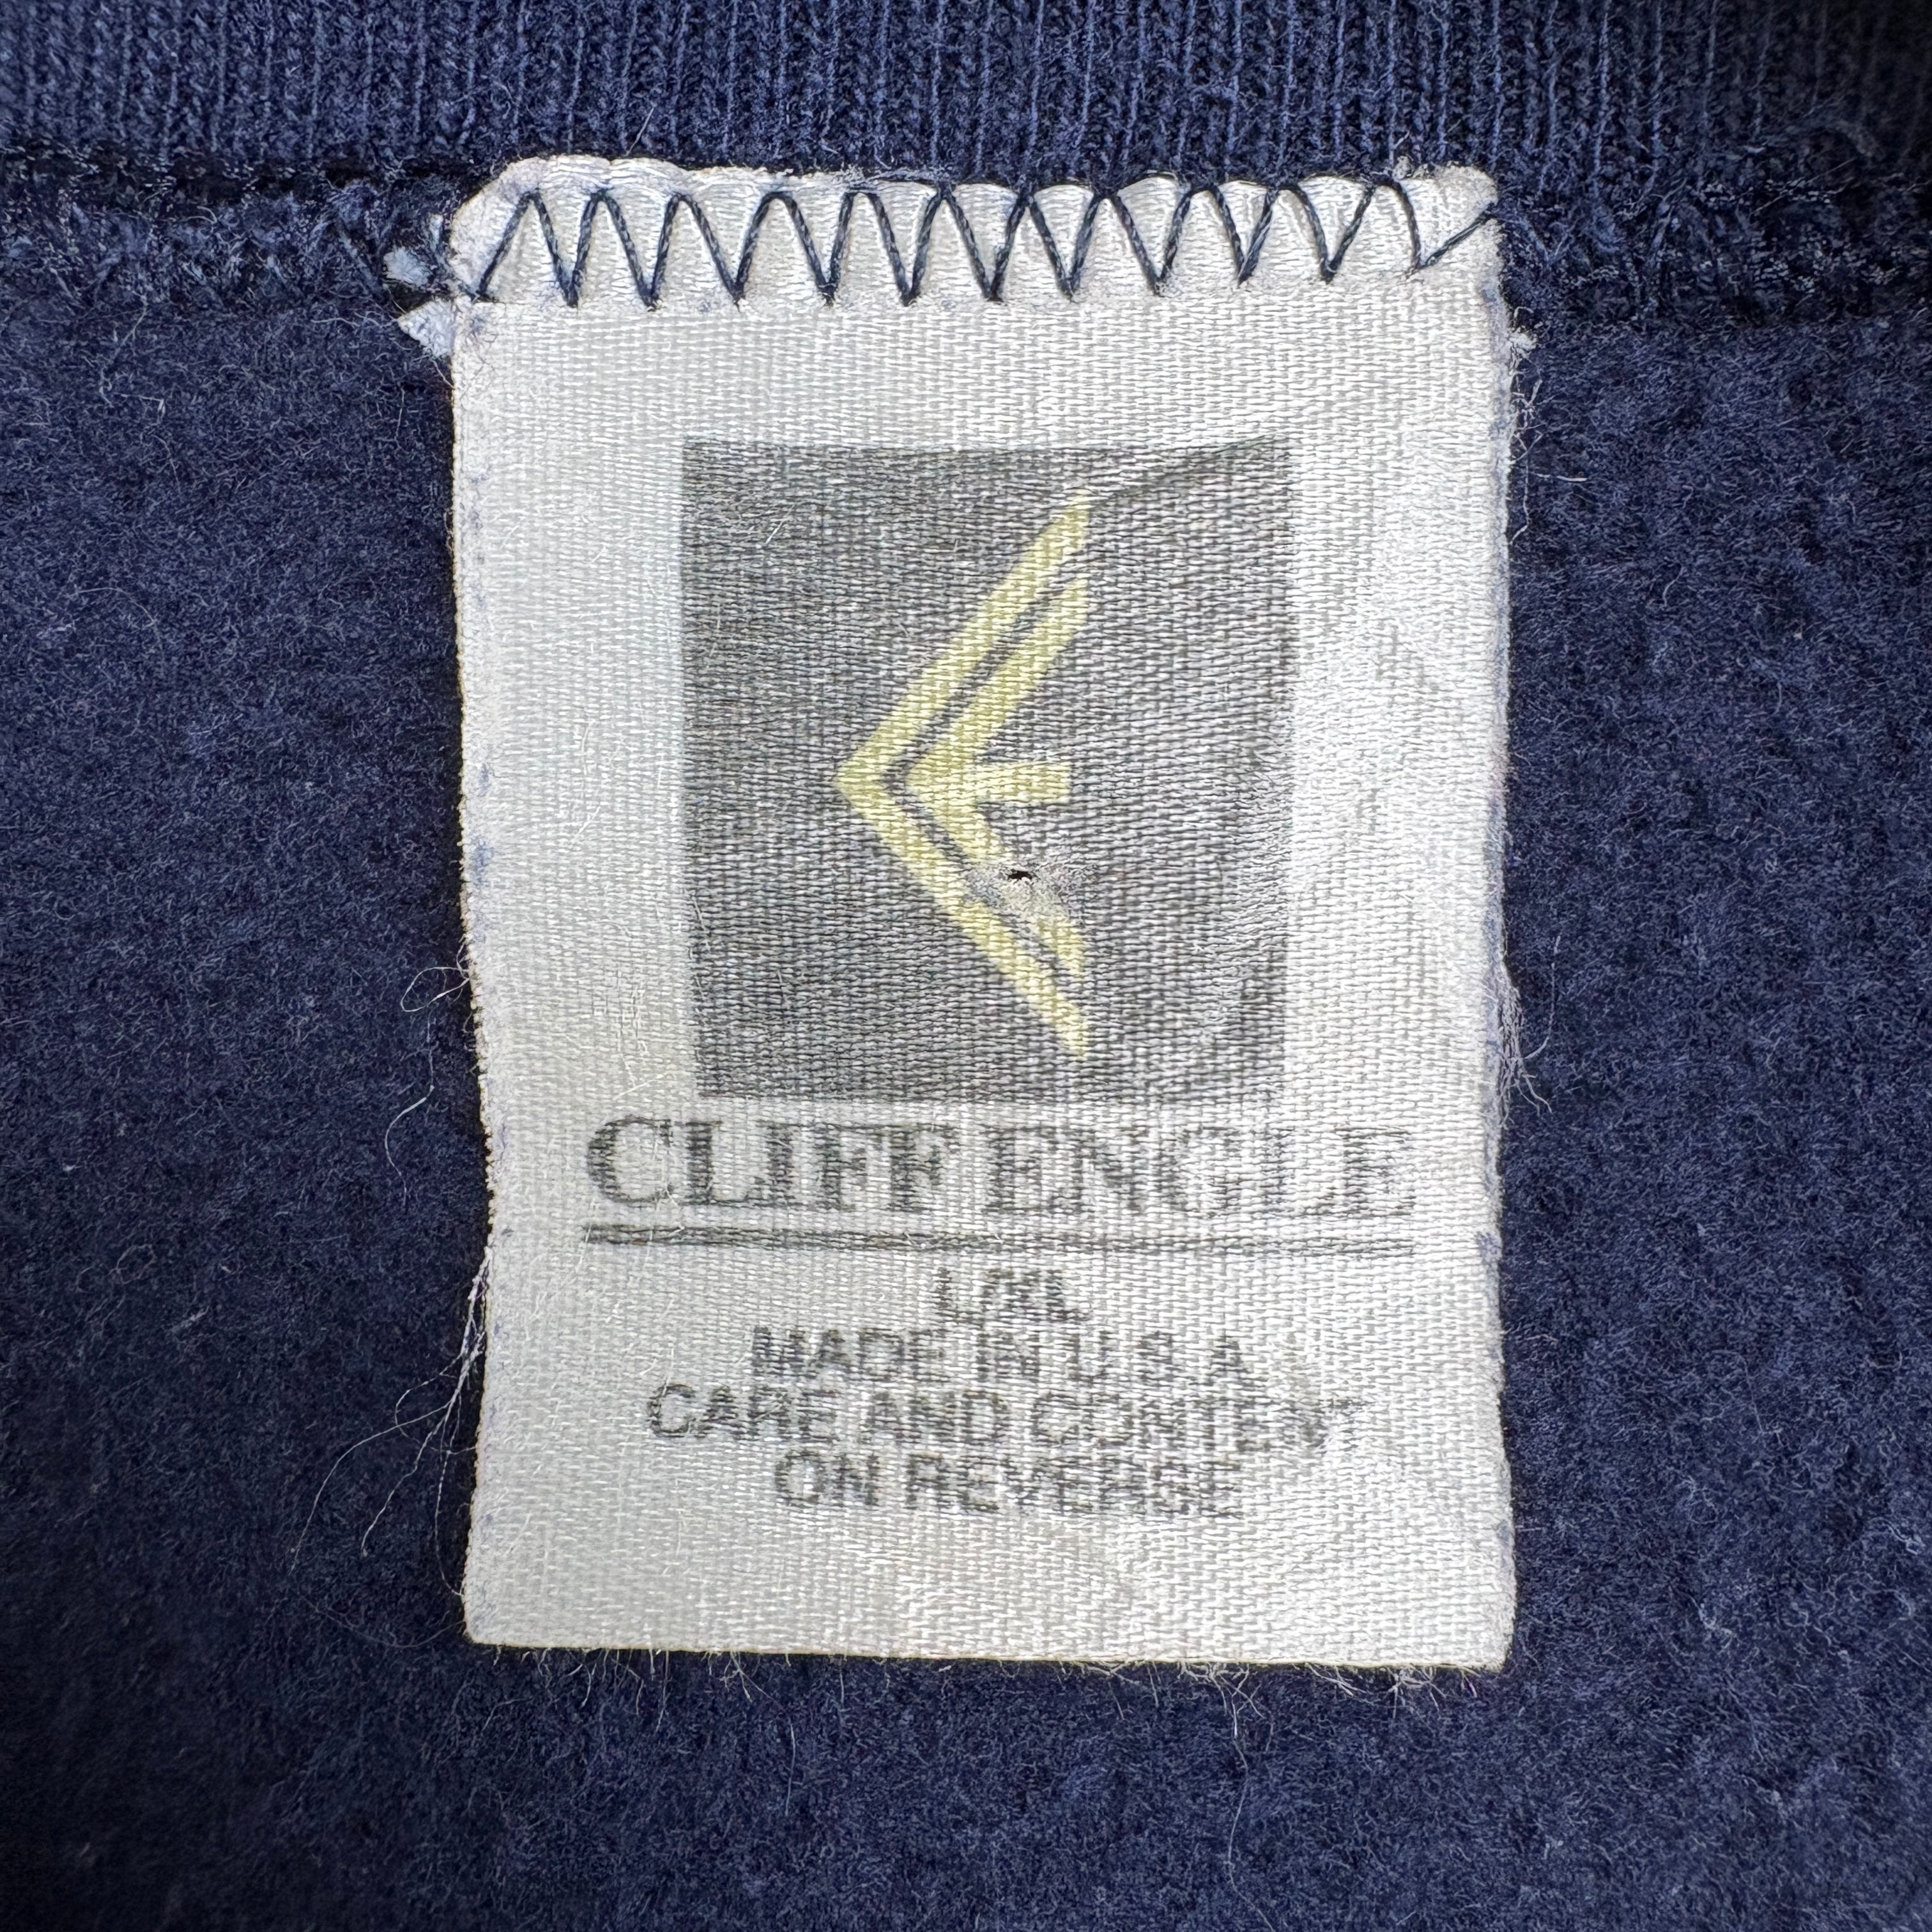 CLIFF ENGLE
L/XL
MADE IN U.S.A
CARE AND CONTENT
ON REVERSE